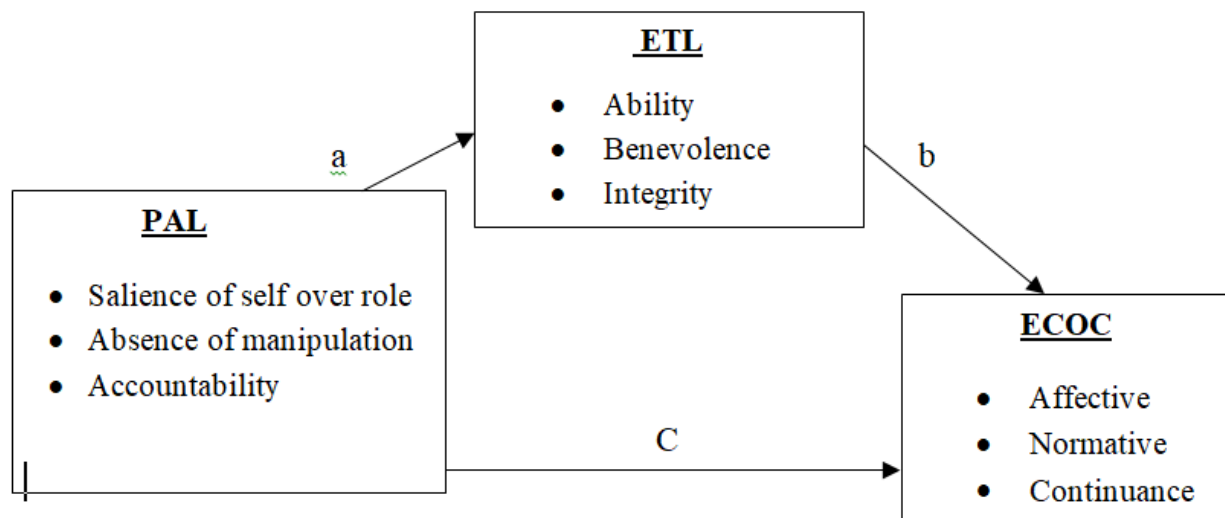 ETL
• Ability
• Benevolence
• Integrity
a
b
PAL
• Salience of self over role
• Absence of manipulation
• Accountability
C
ECOC
• Affective
• Normative
• Continuance